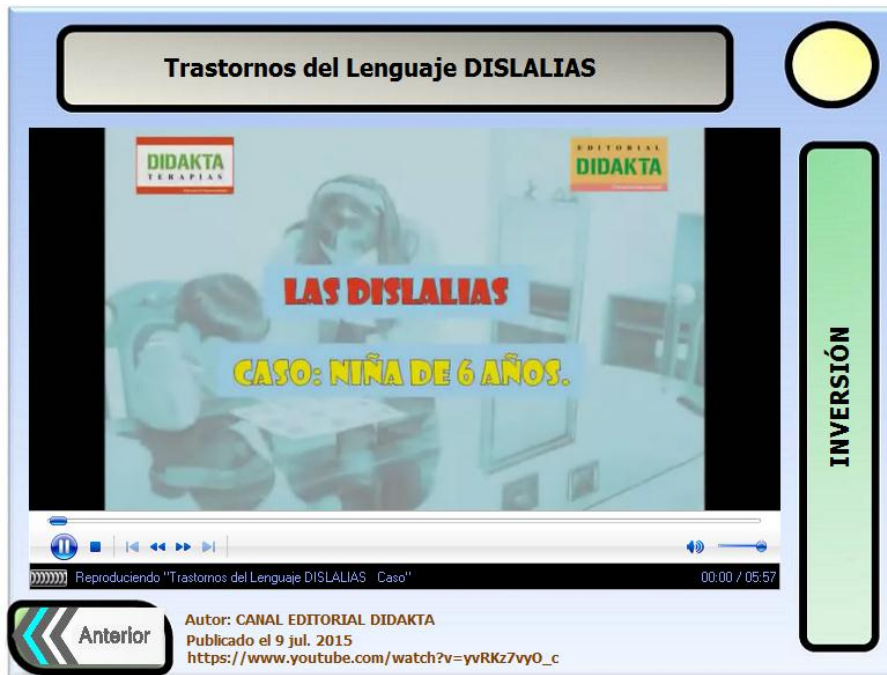 Trastornos del Lenguaje DISLALIAS
DIDAKTA
TERAPIAS
EDITORIAL
DIDAKTA
LAS DISLALIAS
CASO: NIÑA DE 6 AÑOS.
INVERSIÓN
Reproduciendo "Trastornos del Lenguaje DISLALIAS Caso"
00:00 / 05:57
Anterior
Autor: CANAL EDITORIAL DIDAKTA
Publicado el 9 jul. 2015
https://www.youtube.com/watch?v=yvRKz7vyO_c